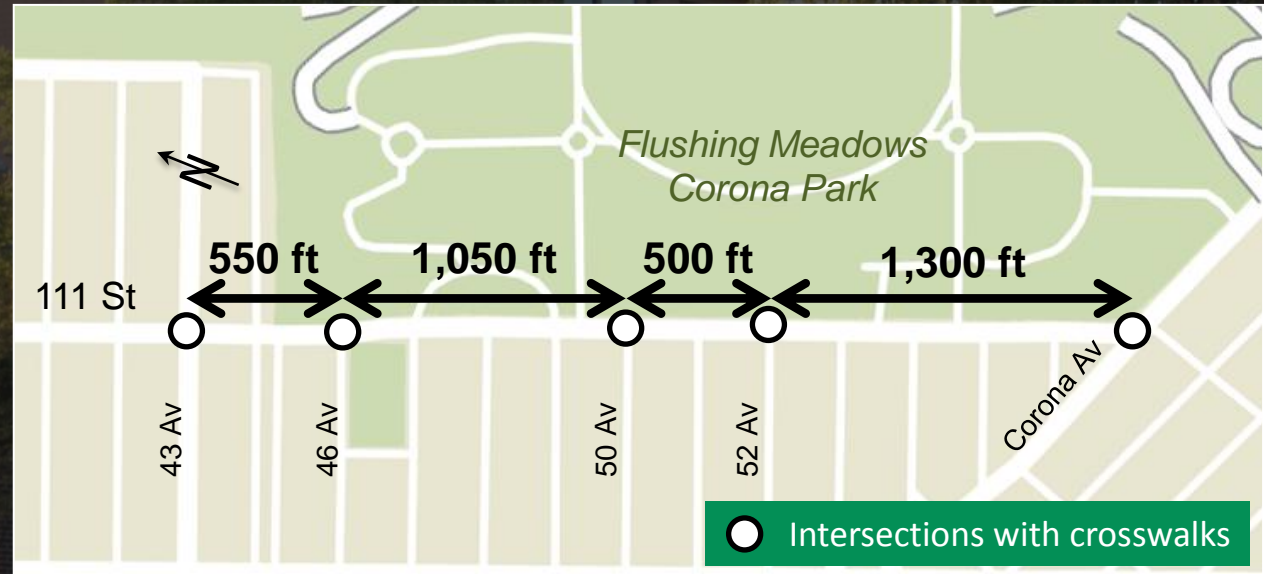 Flushing Meadows
Corona Park
N
550 ft
1,050 ft
500 ft
1,300 ft
111 St
43 Av
46 Av
50 Av
52 Av
Corona Av
Intersections with crosswalks